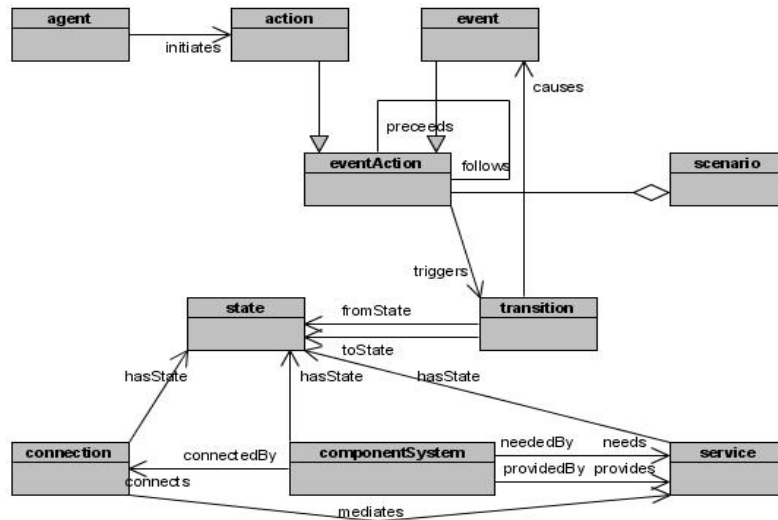 agent
action
event
initiates
causes
preceeds
eventAction
follows
scenario
triggers
state
fromState
transition
toState
hasState
hasState
hasState
connection
connectedBy
componentSystem
neededBy
needs
service
connects
providedBy
provides
mediates